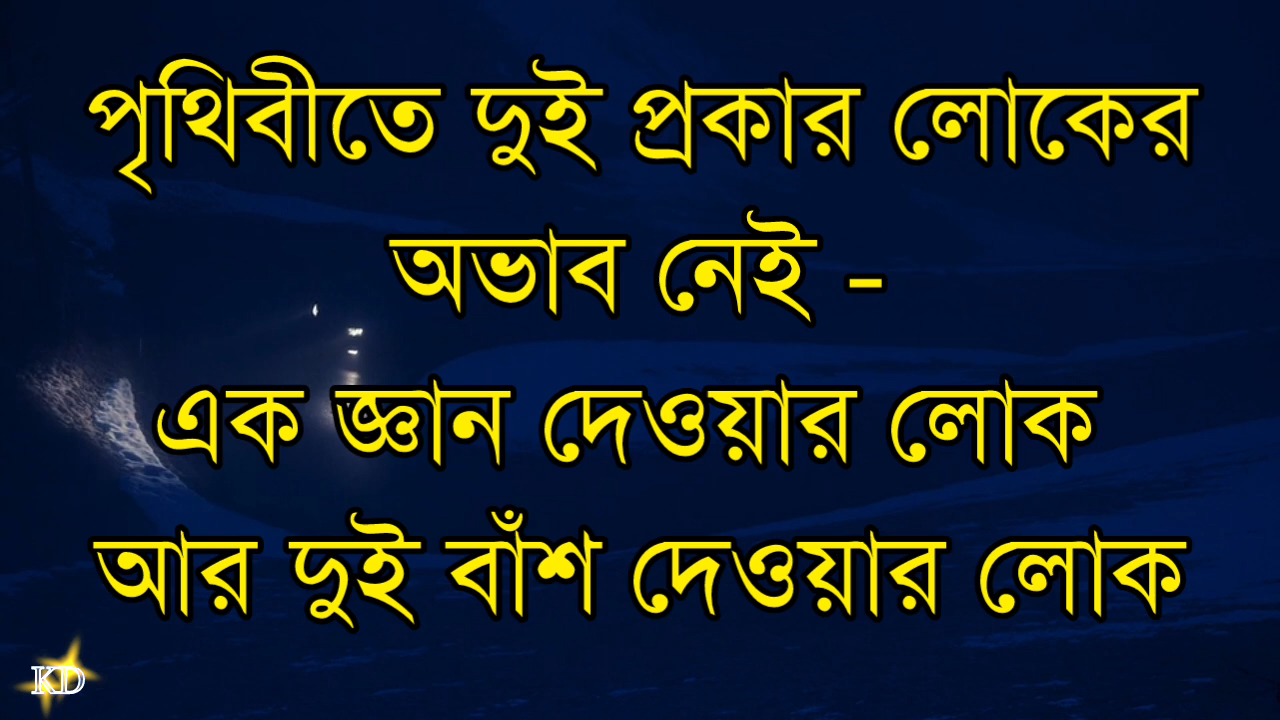 পৃথিবীতে দুই প্রকার লোকের
অভাব নেই -
এক জ্ঞান দেওয়ার লোক
আর দুই বাঁশ দেওয়ার লোক
KD